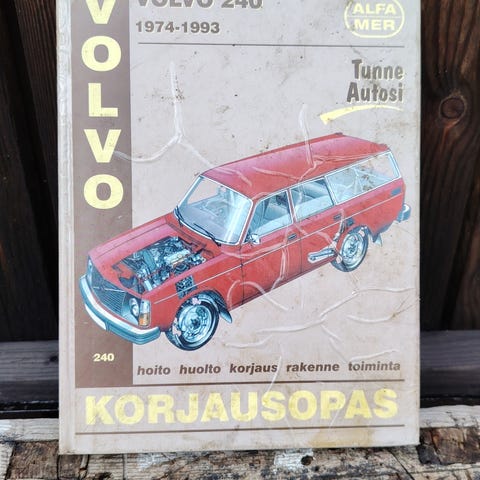 VOLVO
VOLVO 240
1974-1993
ALFA
MER
Tunne
Autosi
240
hoito huolto korjaus rakenne toiminta
KORJAUSOPAS